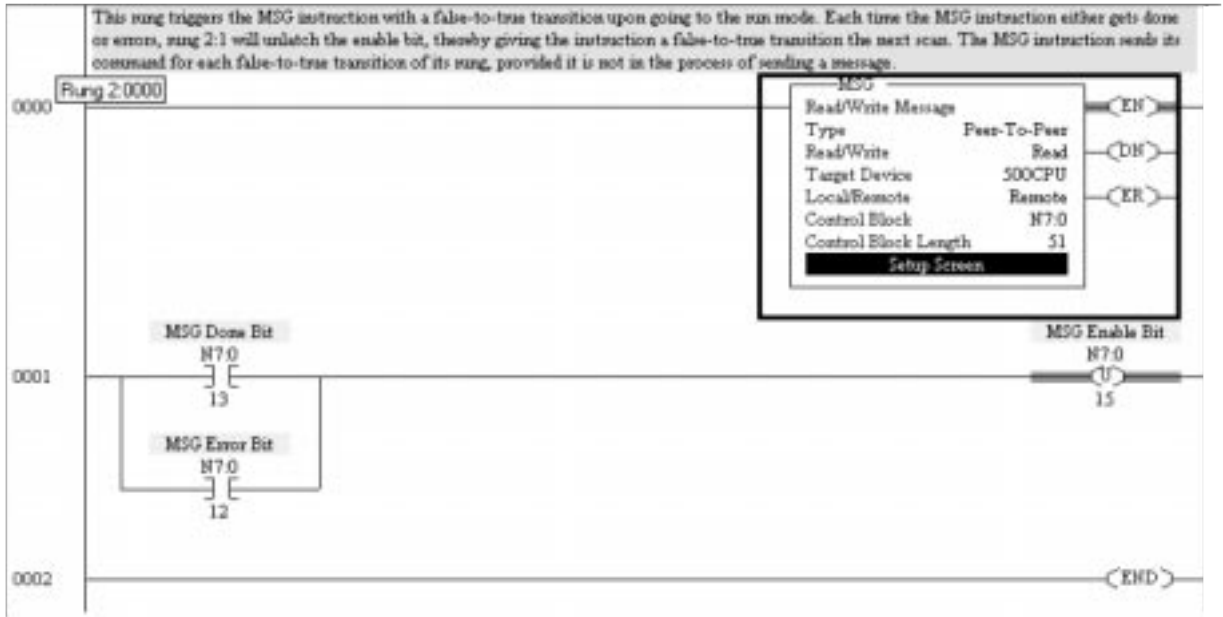 This rung triggers the MSG instruction with a false-to-true transition upon going to the run mode. Each time the MSG instruction either gets done
or errors, rung 2:1 will unlatch the enable bit, thereby giving the instruction a false-to-true transition the next scan. The MSG instruction sends its
command for each false-to-true transition of its rung, provided it is not in the process of sending a message.
Rung 2:0000
0000
MSG
Read/Write Message
Type Peer-To-Peer
Read/Write Read
Target Device 500CPU
Local/Remote Remote
Control Block N7:0
Control Block Length 51
Setup Screen
EN
DN
ER
MSG Done Bit
N7:0
13
MSG Enable Bit
N7:0
U
15
0001
MSG Error Bit
N7:0
12
0002
END